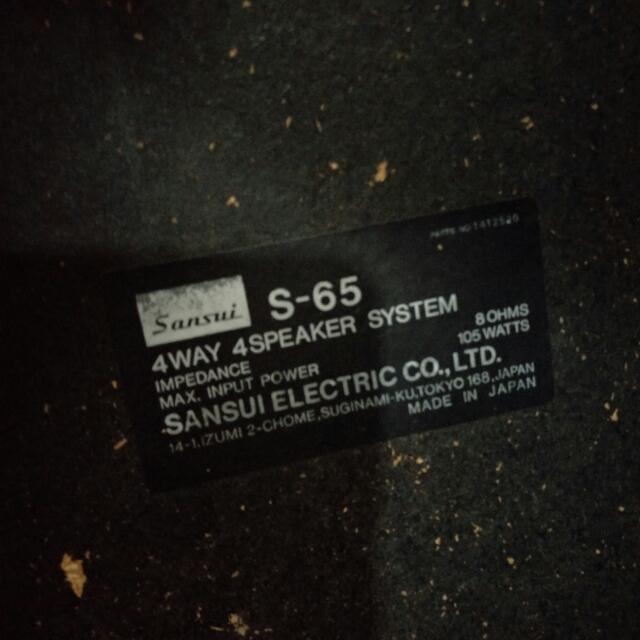 Sansui
S-65
4WAY 4SPEAKER SYSTEM
IMPEDANCE 8 OHMS
MAX. INPUT POWER 105 WATTS
SANSUI ELECTRIC CO., LTD.
14-1, IZUMI 2-CHOME, SUGINAMI-KU, TOKYO 168, JAPAN
MADE IN JAPAN